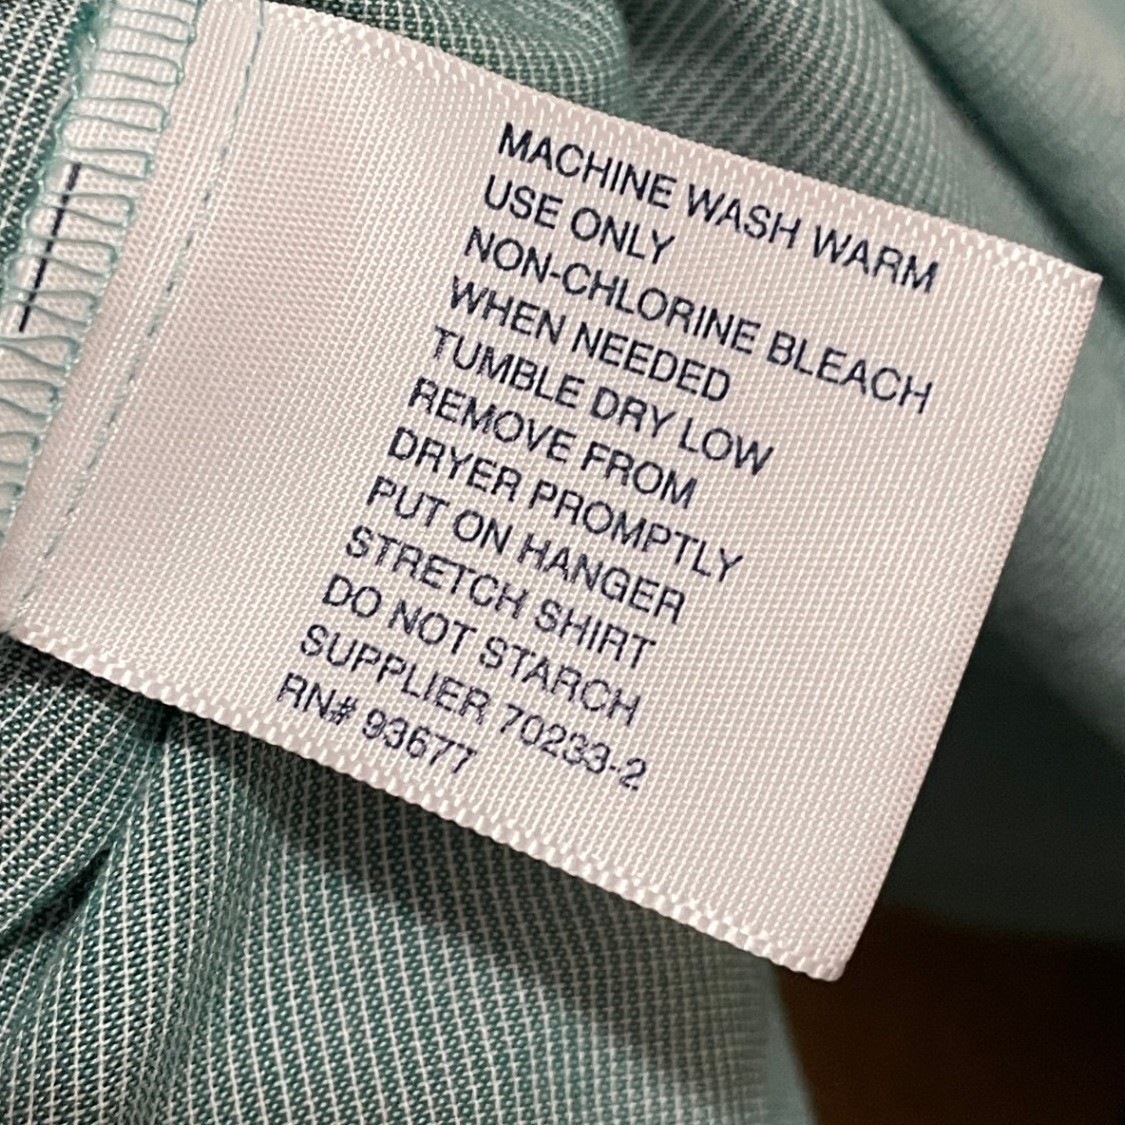 MACHINE WASH WARM
USE ONLY
NON-CHLORINE BLEACH
WHEN NEEDED
TUMBLE DRY LOW
REMOVE FROM
DRYER PROMPTLY
PUT ON HANGER
STRETCH SHIRT
DO NOT STARCH
SUPPLIER 70233-2
RN# 93677